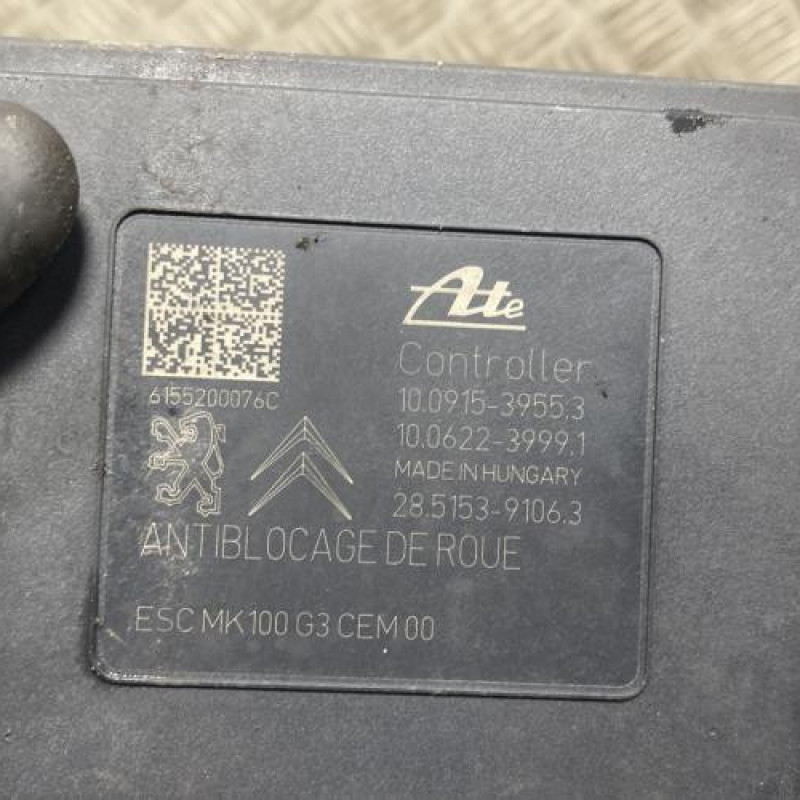 Ate
Controller
6155200076C
10.0915-3955.3
10.0622-3999.1
MADE IN HUNGARY
28.5153-9106.3
ANTIBLOCAGE DE ROUE
ESC MK100 G3 CEM 00